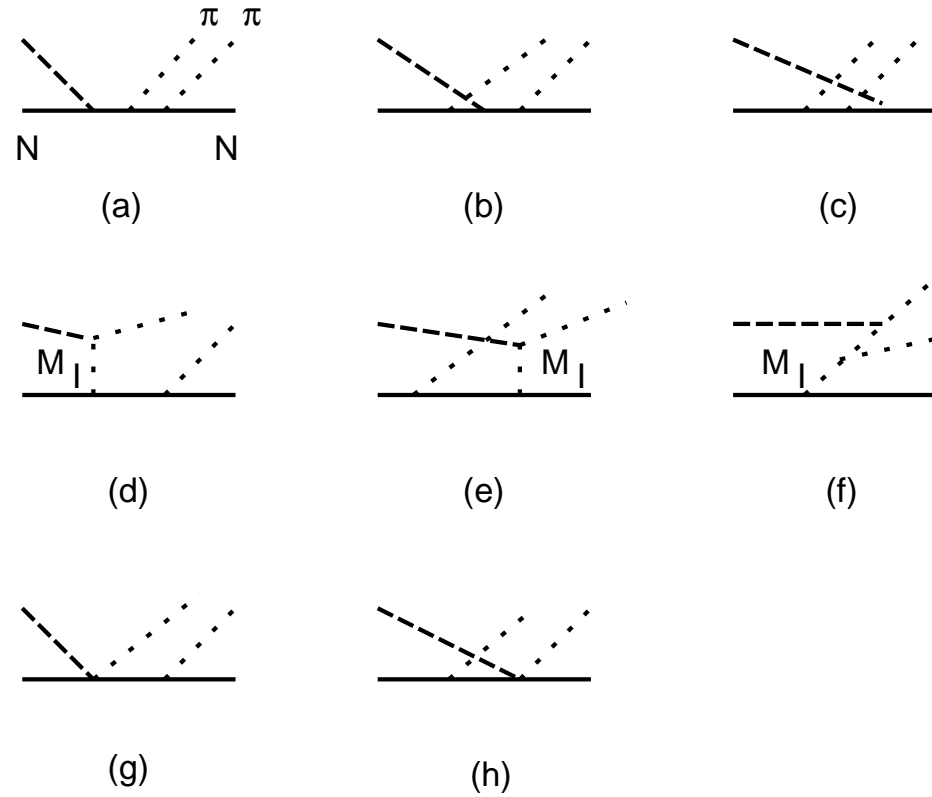 π π
N N
(a) (b) (c)
M I M I M I
(d) (e) (f)
(g) (h)